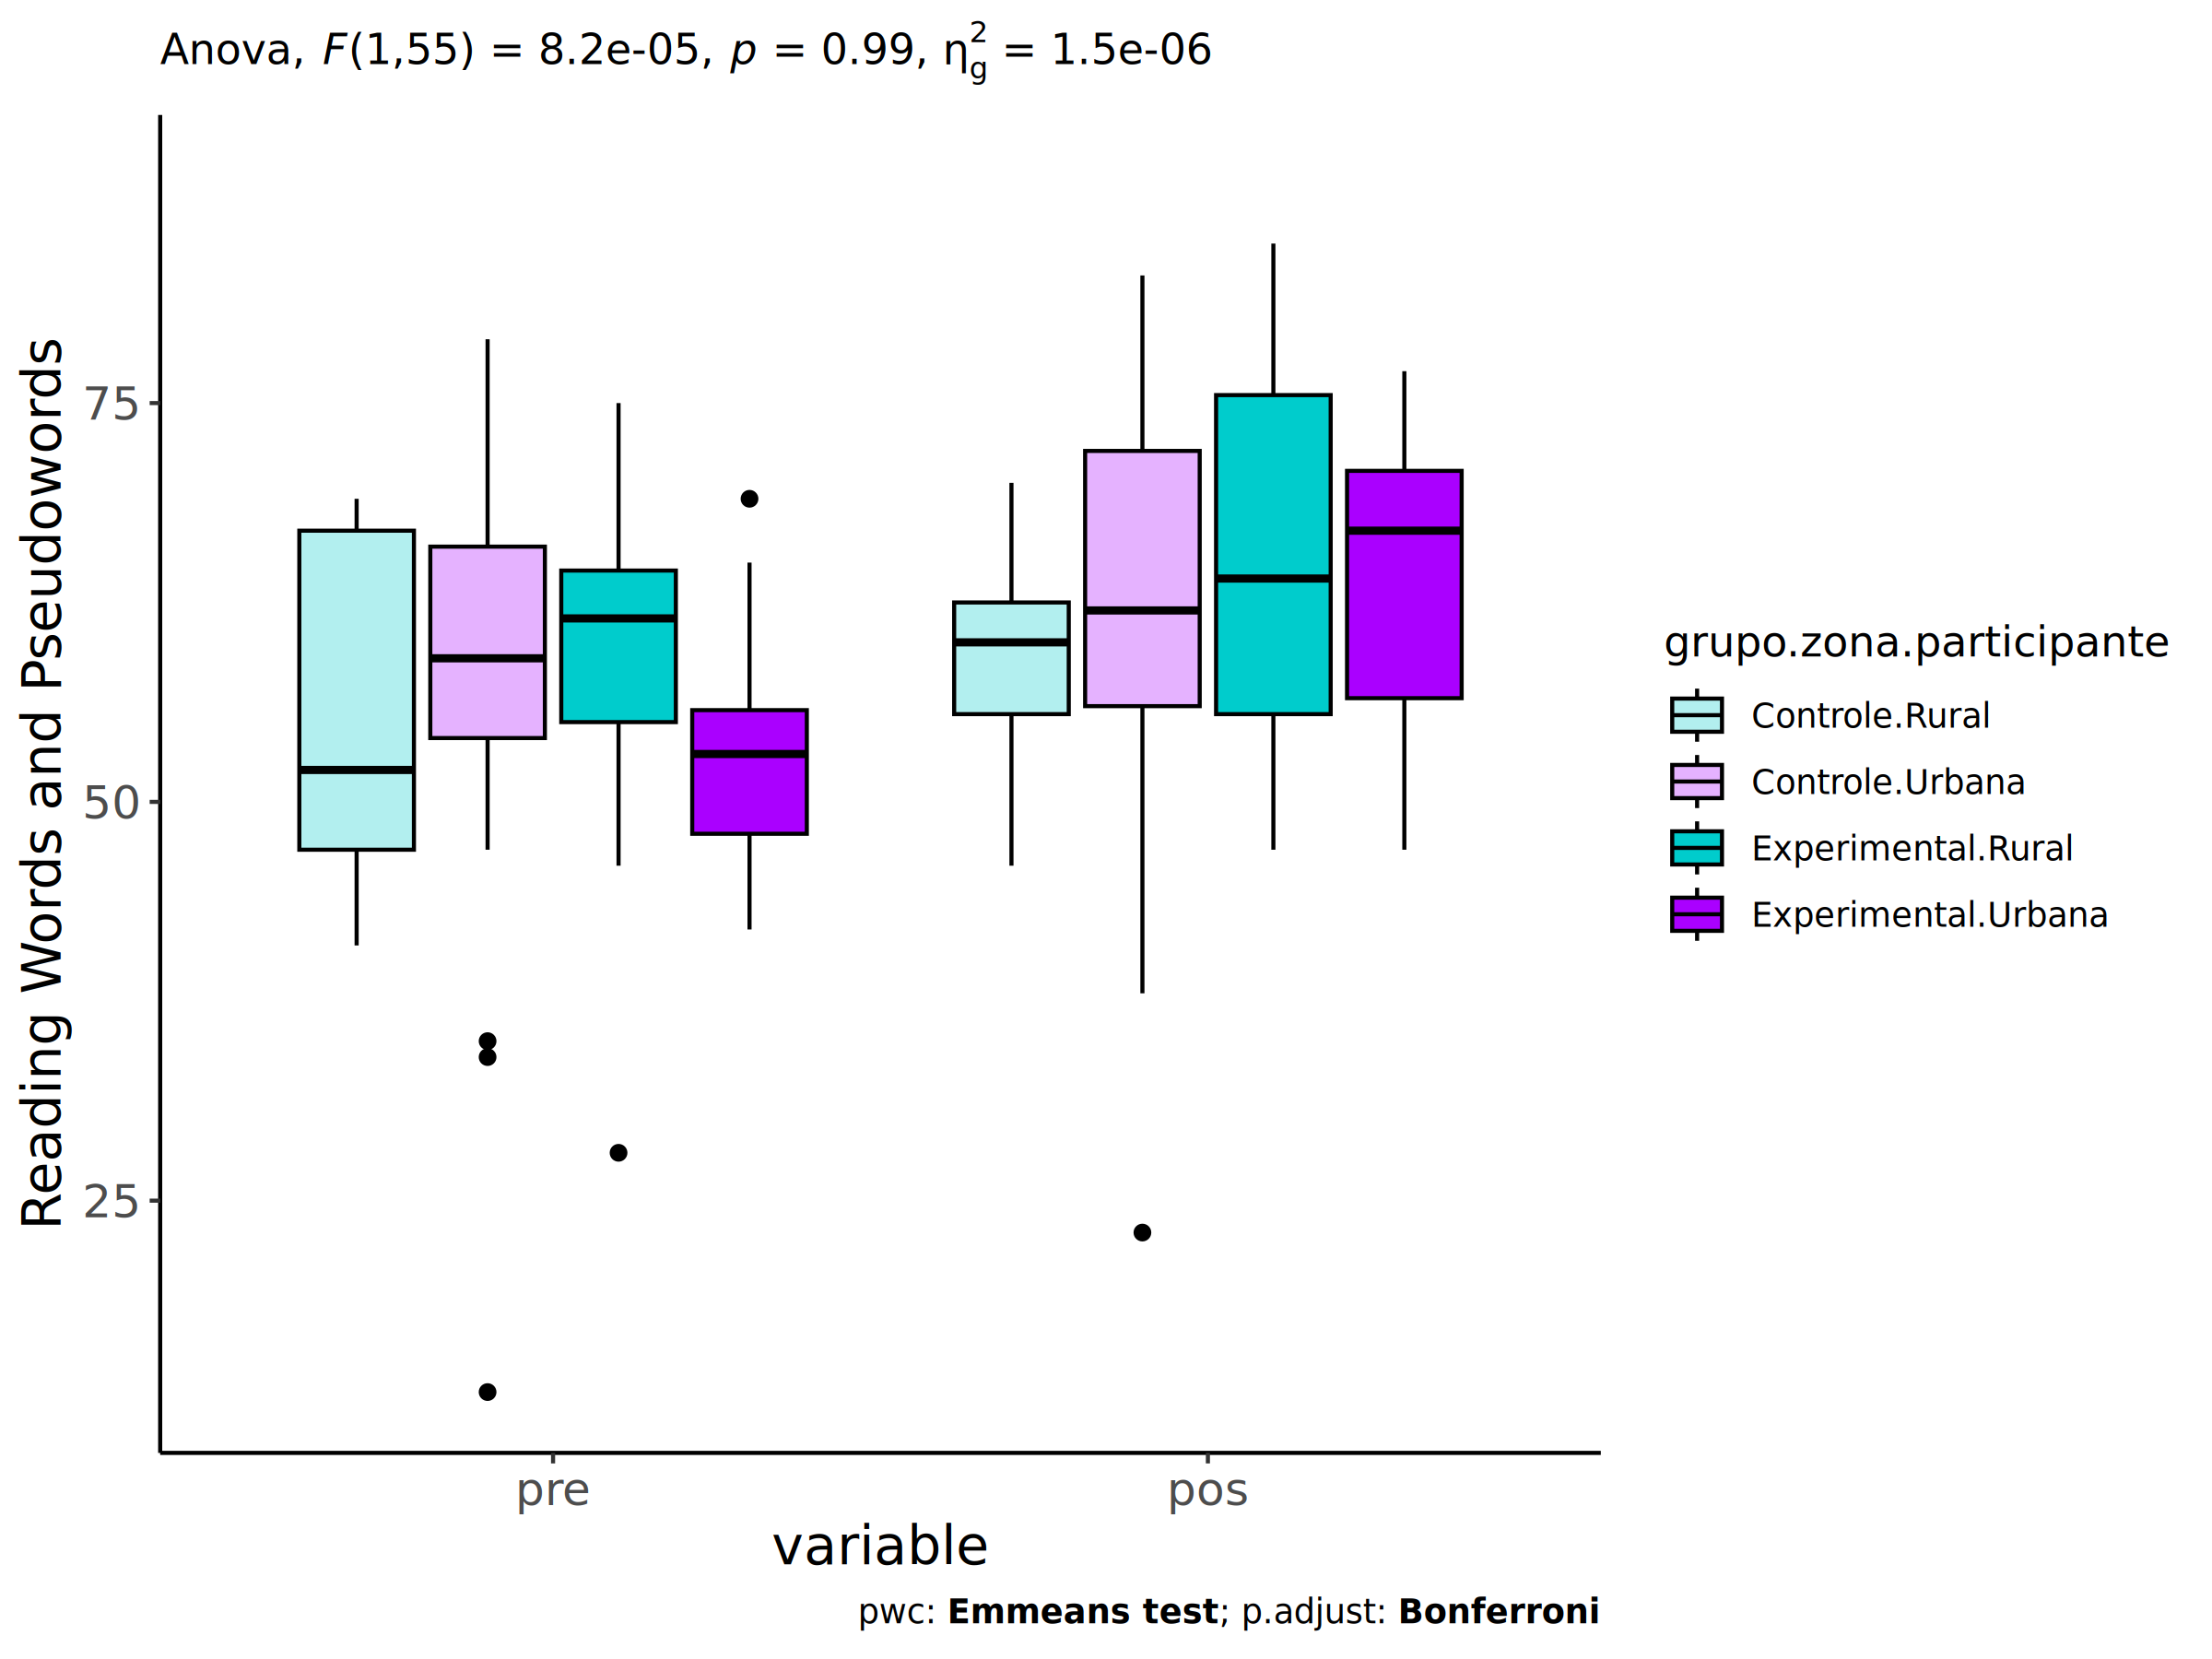 Anova, F(1,55) = 8.2e-05, p = 0.99, η²g = 1.5e-06
Reading Words and Pseudowords
75
50
25
pre
pos
variable
pwc: Emmeans test; p.adjust: Bonferroni
grupo.zona.participante
Controle.Rural
Controle.Urbana
Experimental.Rural
Experimental.Urbana